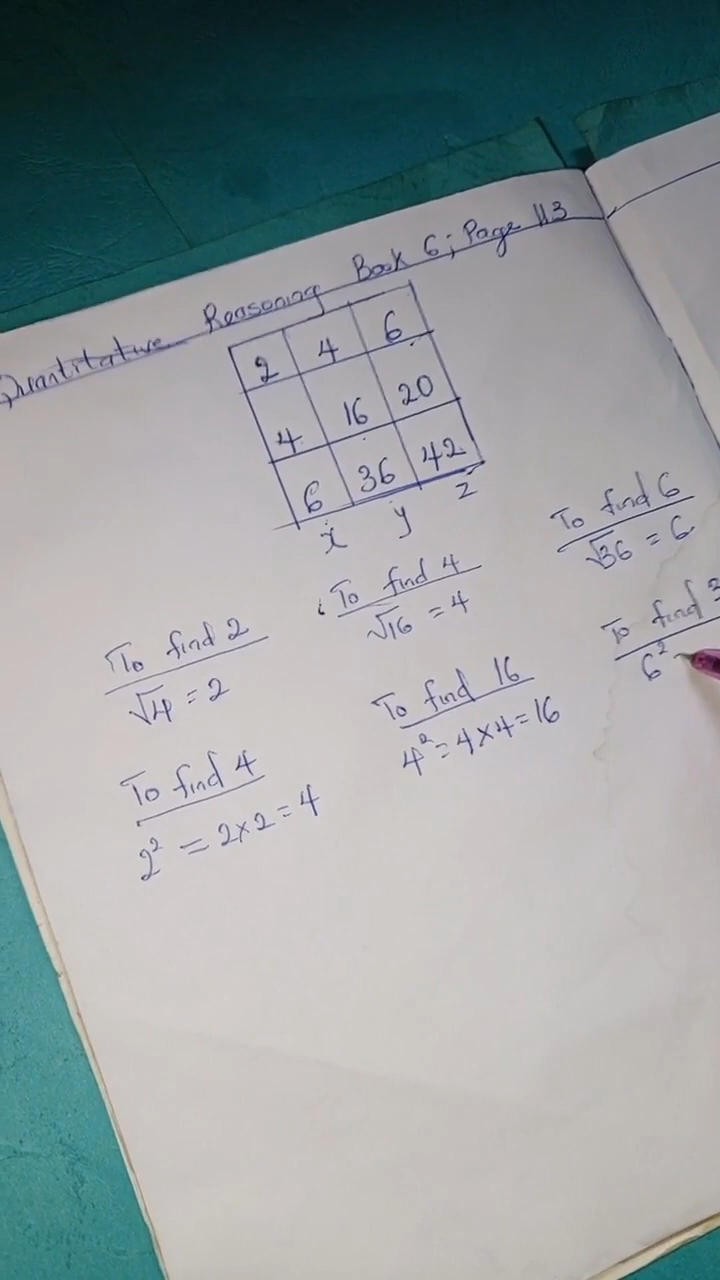 Quantitative Reasoning Book 6; Page 113
2 4 6
4 16 20
6 36 42
x y z
To find 2
√4 = 2
To find 4
√16 = 4
To find 6
√36 = 6
To find 4
2² = 2×2 = 4
To find 16
4² = 4×4 = 16
To find 3
6²